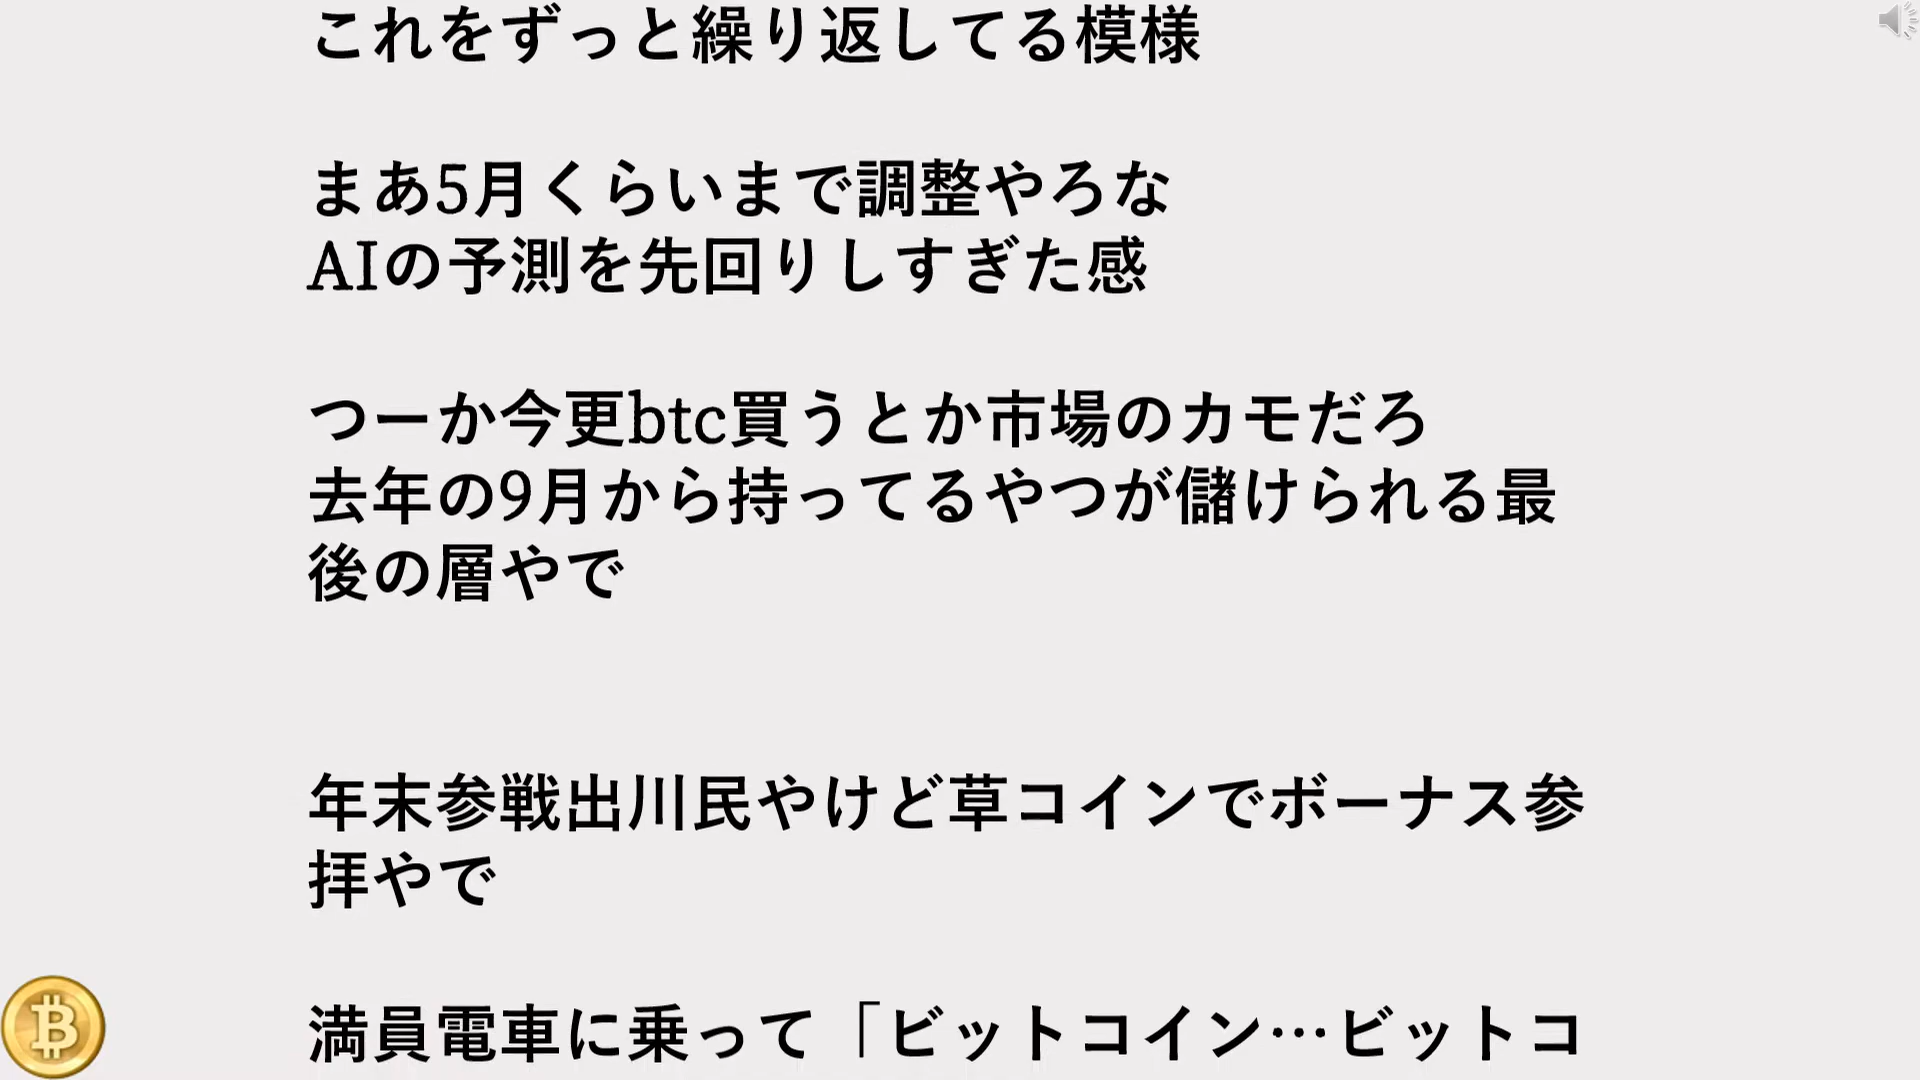 これをずっと繰り返してる模様
まあ5月くらいまで調整やろな
AIの予測を先回りしすぎた感
つーか今更btc買うとか市場のカモだろ
去年の9月から持ってるやつが儲けられる最
後の層やで
年末参戦出川民やけど草コインでボーナス参
拝やで
満員電車に乗って「ビットコイン…ビットコ